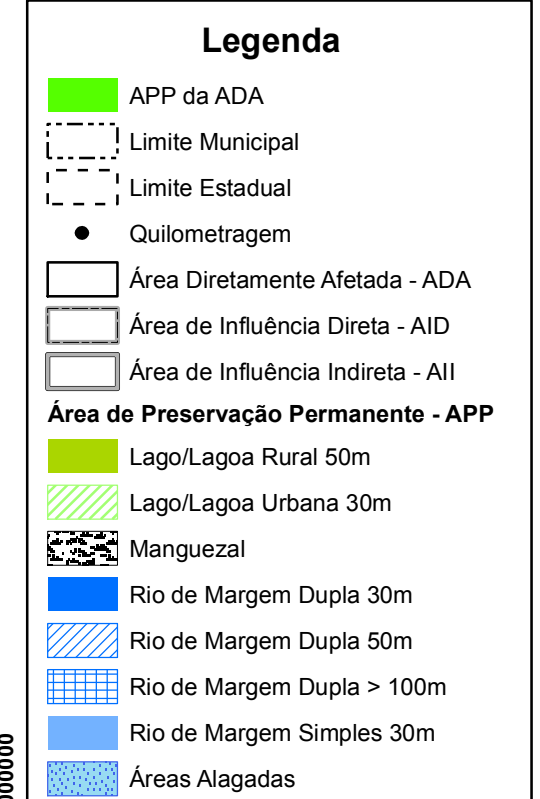 Legenda
APP da ADA
Limite Municipal
Limite Estadual
Quilometragem
Área Diretamente Afetada - ADA
Área de Influência Direta - AID
Área de Influência Indireta - AII
Área de Preservação Permanente - APP
Lago/Lagoa Rural 50m
Lago/Lagoa Urbana 30m
Manguezal
Rio de Margem Dupla 30m
Rio de Margem Dupla 50m
Rio de Margem Dupla > 100m
Rio de Margem Simples 30m
Áreas Alagadas